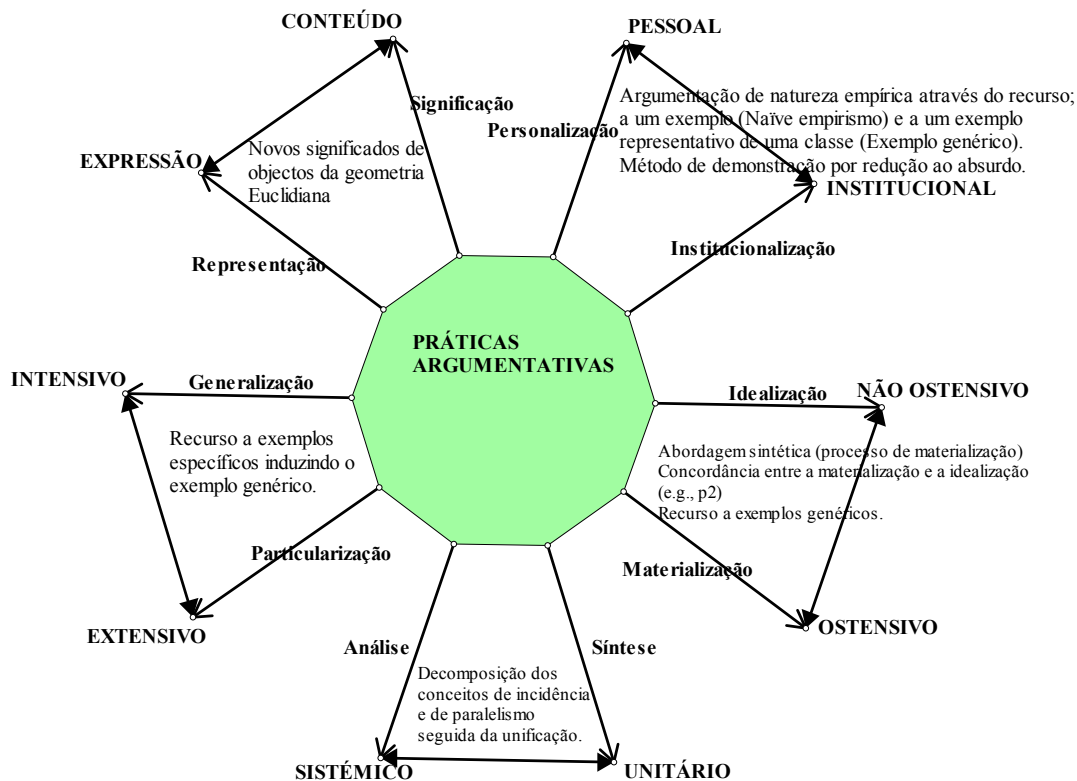 CONTEÚDO
PESSOAL
Significação
Personalização
Argumentação de natureza empírica através do recurso;
a um exemplo (Naïve empirismo) e a um exemplo
representativo de uma classe (Exemplo genérico).
Método de demonstração por redução ao absurdo.
EXPRESSÃO
Novos significados de
objectos da geometria
Euclidiana
INSTITUCIONAL
Representação
Institucionalização
PRÁTICAS
ARGUMENTATIVAS
INTENSIVO
Generalização
Idealização
NÃO OSTENSIVO
Recurso a exemplos
específicos induzindo o
exemplo genérico.
Abordagem sintética (processo de materialização)
Concordância entre a materialização e a idealização
(e.g., p2)
Recurso a exemplos genéricos.
Particularização
Materialização
EXTENSIVO
OSTENSIVO
Análise
Síntese
Decomposição dos
conceitos de incidência
e de paralelismo
seguida da unificação.
SISTÉMICO
UNITÁRIO